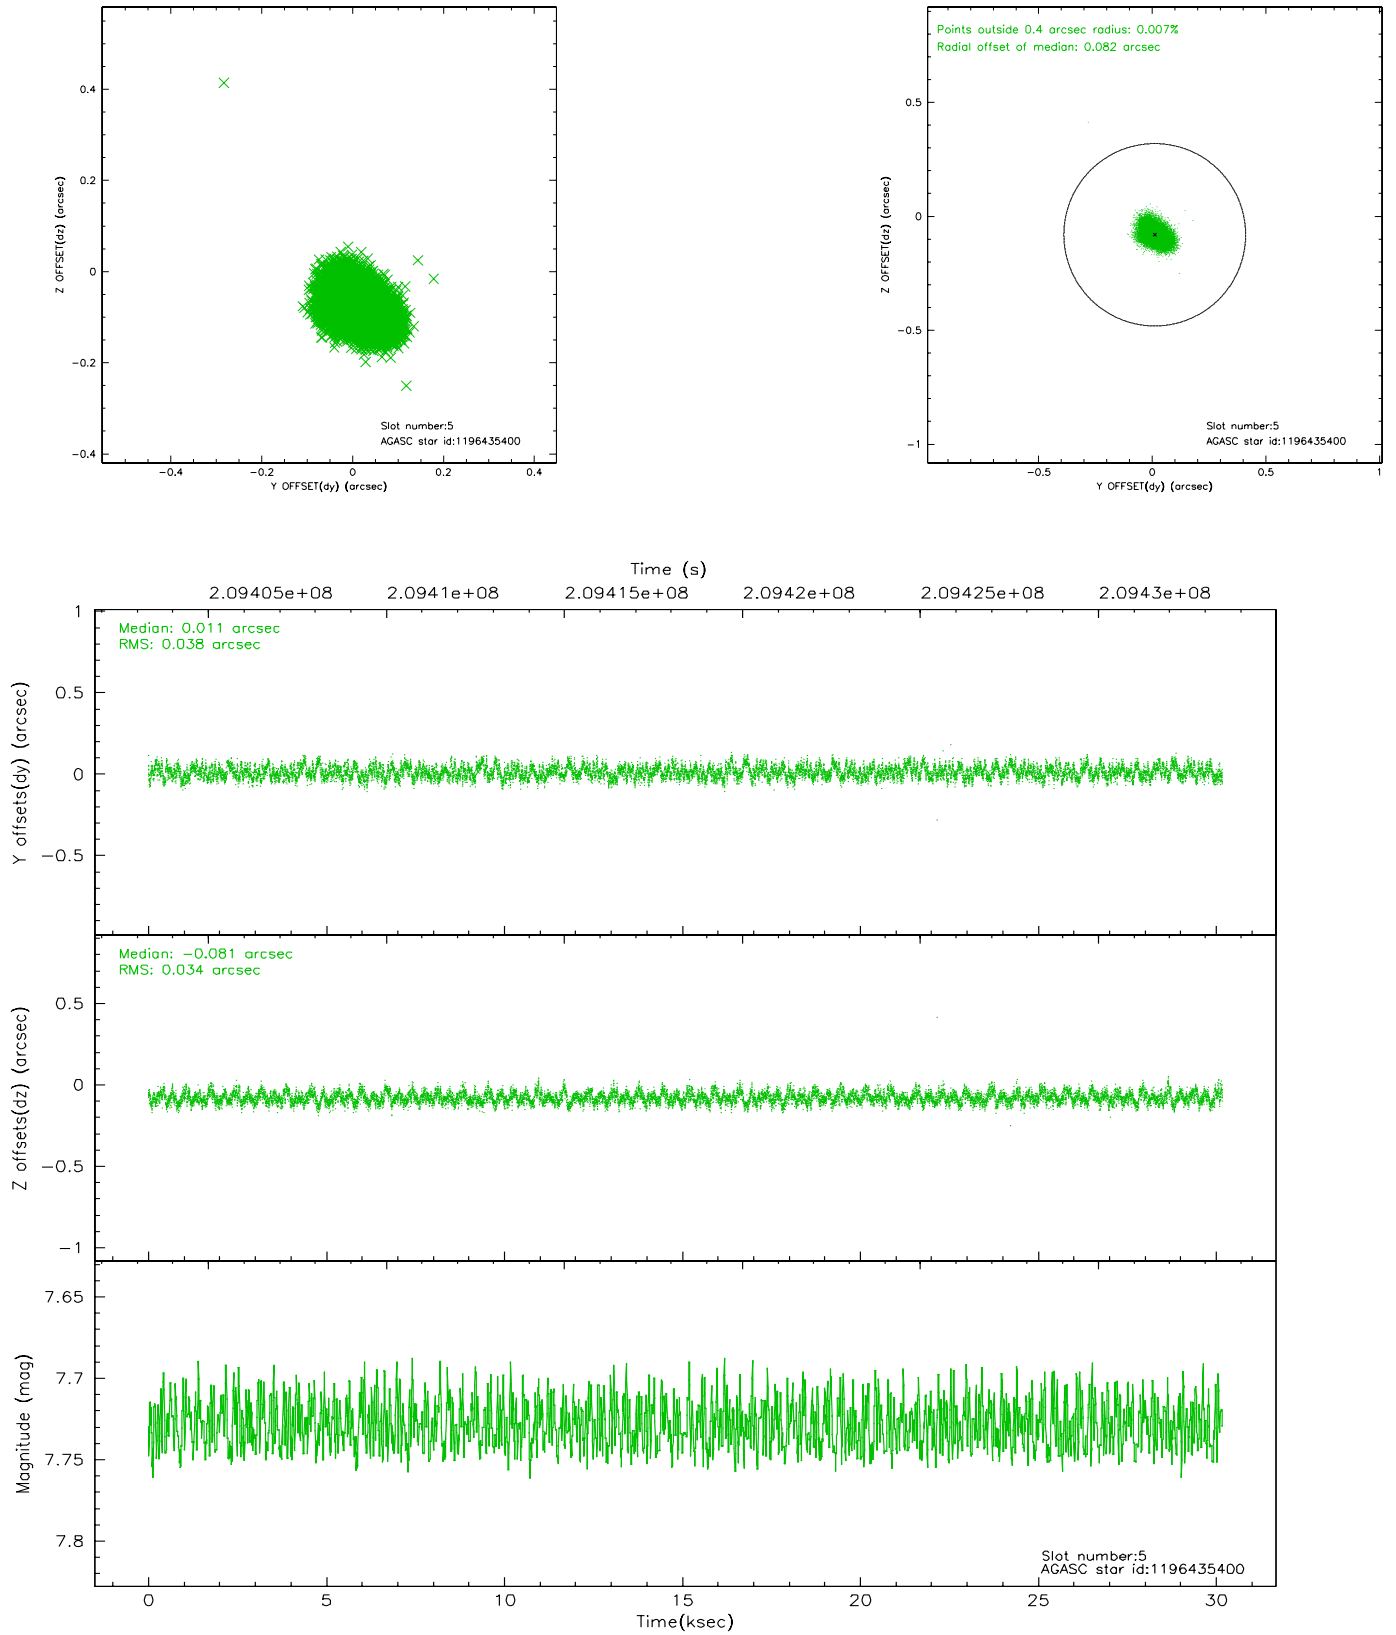 0.4
0.2
0
−0.2
−0.4
Z OFFSET(dz) (arcsec)
Slot number:5
AGASC star id:1196435400
−0.4
−0.2
0
0.2
0.4
Y OFFSET(dy) (arcsec)
Points outside 0.4 arcsec radius: 0.007%
Radial offset of median: 0.082 arcsec
0.5
0
−0.5
−1
Z OFFSET(dz) (arcsec)
Slot number:5
AGASC star id:1196435400
−0.5
0
0.5
1
Y OFFSET(dy) (arcsec)
Time (s)
2.09405e+08
2.0941e+08
2.09415e+08
2.0942e+08
2.09425e+08
2.0943e+08
Median: 0.011 arcsec
RMS: 0.038 arcsec
1
0.5
0
−0.5
Y offsets(dy) (arcsec)
Median: −0.081 arcsec
RMS: 0.034 arcsec
0.5
0
−0.5
−1
Z offsets(dz) (arcsec)
7.65
7.7
7.75
7.8
Magnitude (mag)
Slot number:5
AGASC star id:1196435400
0
5
10
15
20
25
30
Time(ksec)